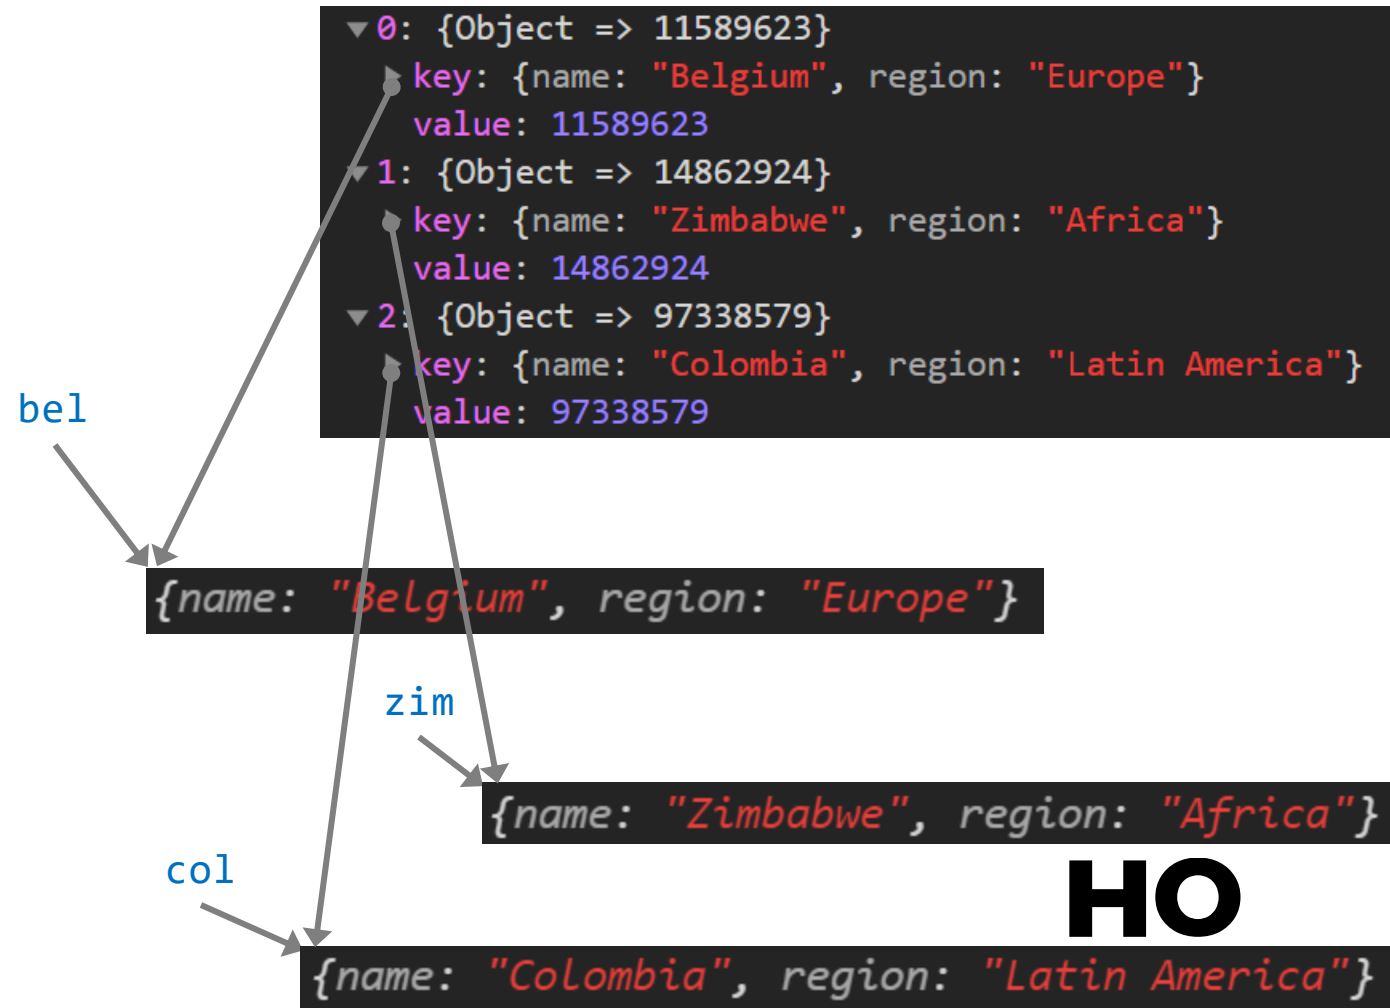 0: {Object => 11589623}
key: {name: "Belgium", region: "Europe"}
value: 11589623
1: {Object => 14862924}
key: {name: "Zimbabwe", region: "Africa"}
value: 14862924
2: {Object => 97338579}
key: {name: "Colombia", region: "Latin America"}
value: 97338579
bel
{name: "Belgium", region: "Europe"}
zim
{name: "Zimbabwe", region: "Africa"}
col
HO
{name: "Colombia", region: "Latin America"}